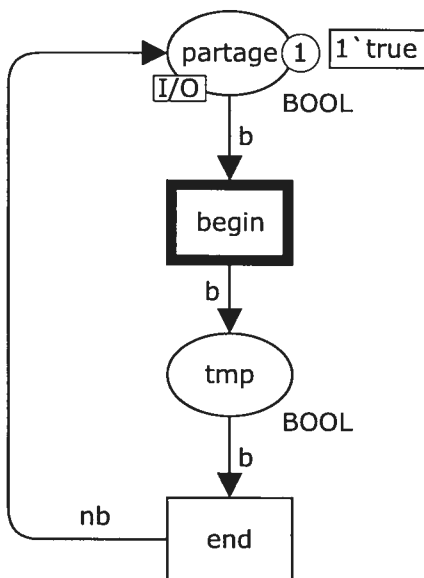 partage 1 1`true
I/O
BOOL
b
begin
b
tmp
BOOL
b
nb
end